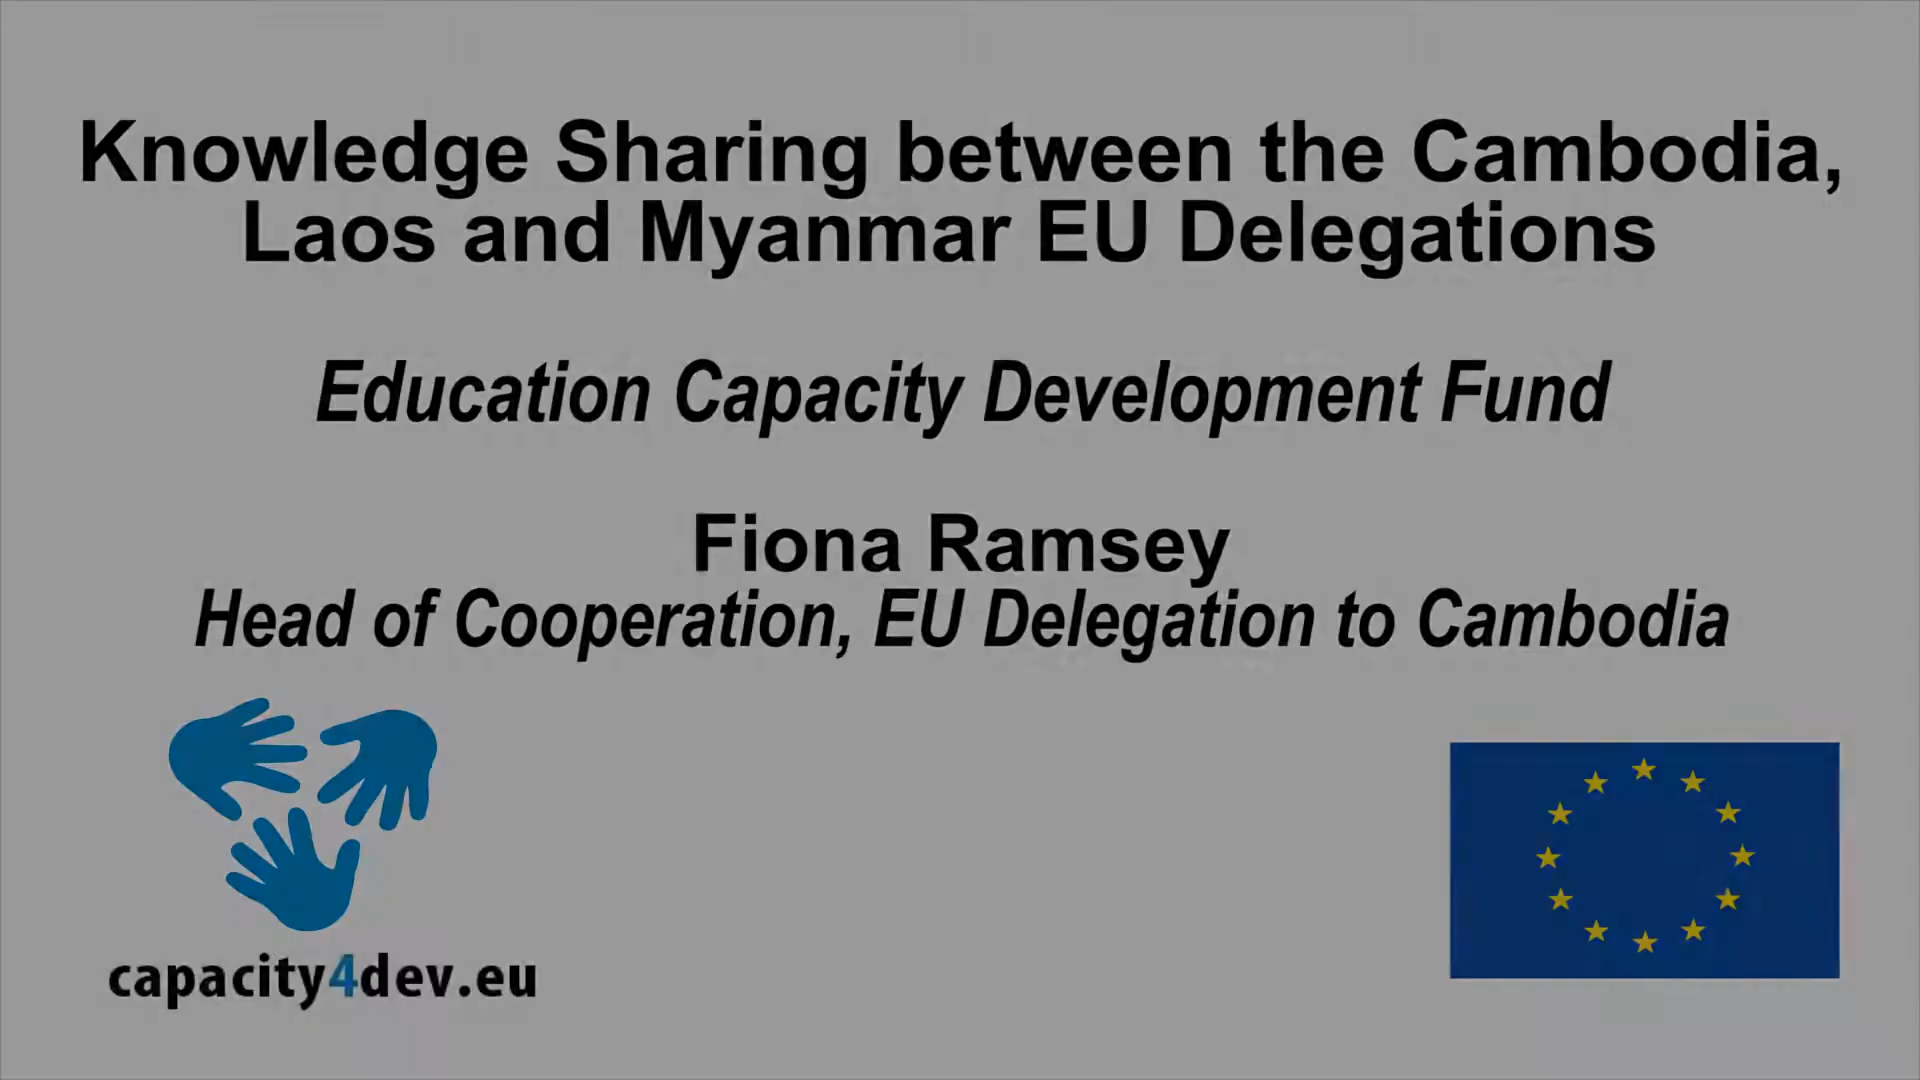 Knowledge Sharing between the Cambodia,
Laos and Myanmar EU Delegations
Education Capacity Development Fund
Fiona Ramsey
Head of Cooperation, EU Delegation to Cambodia
capacity4dev.eu